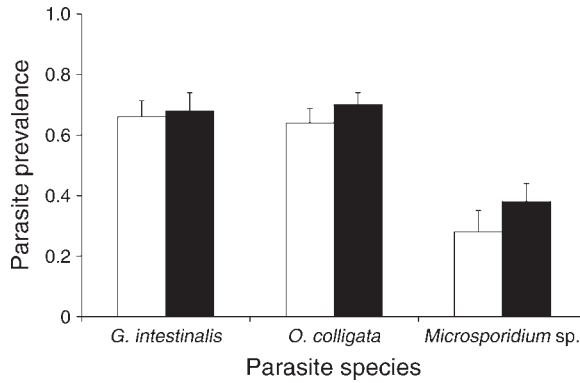 Parasite prevalence
1.0
0.8
0.6
0.4
0.2
0
G. intestinalis O. colligata Microsporidium sp.
Parasite species